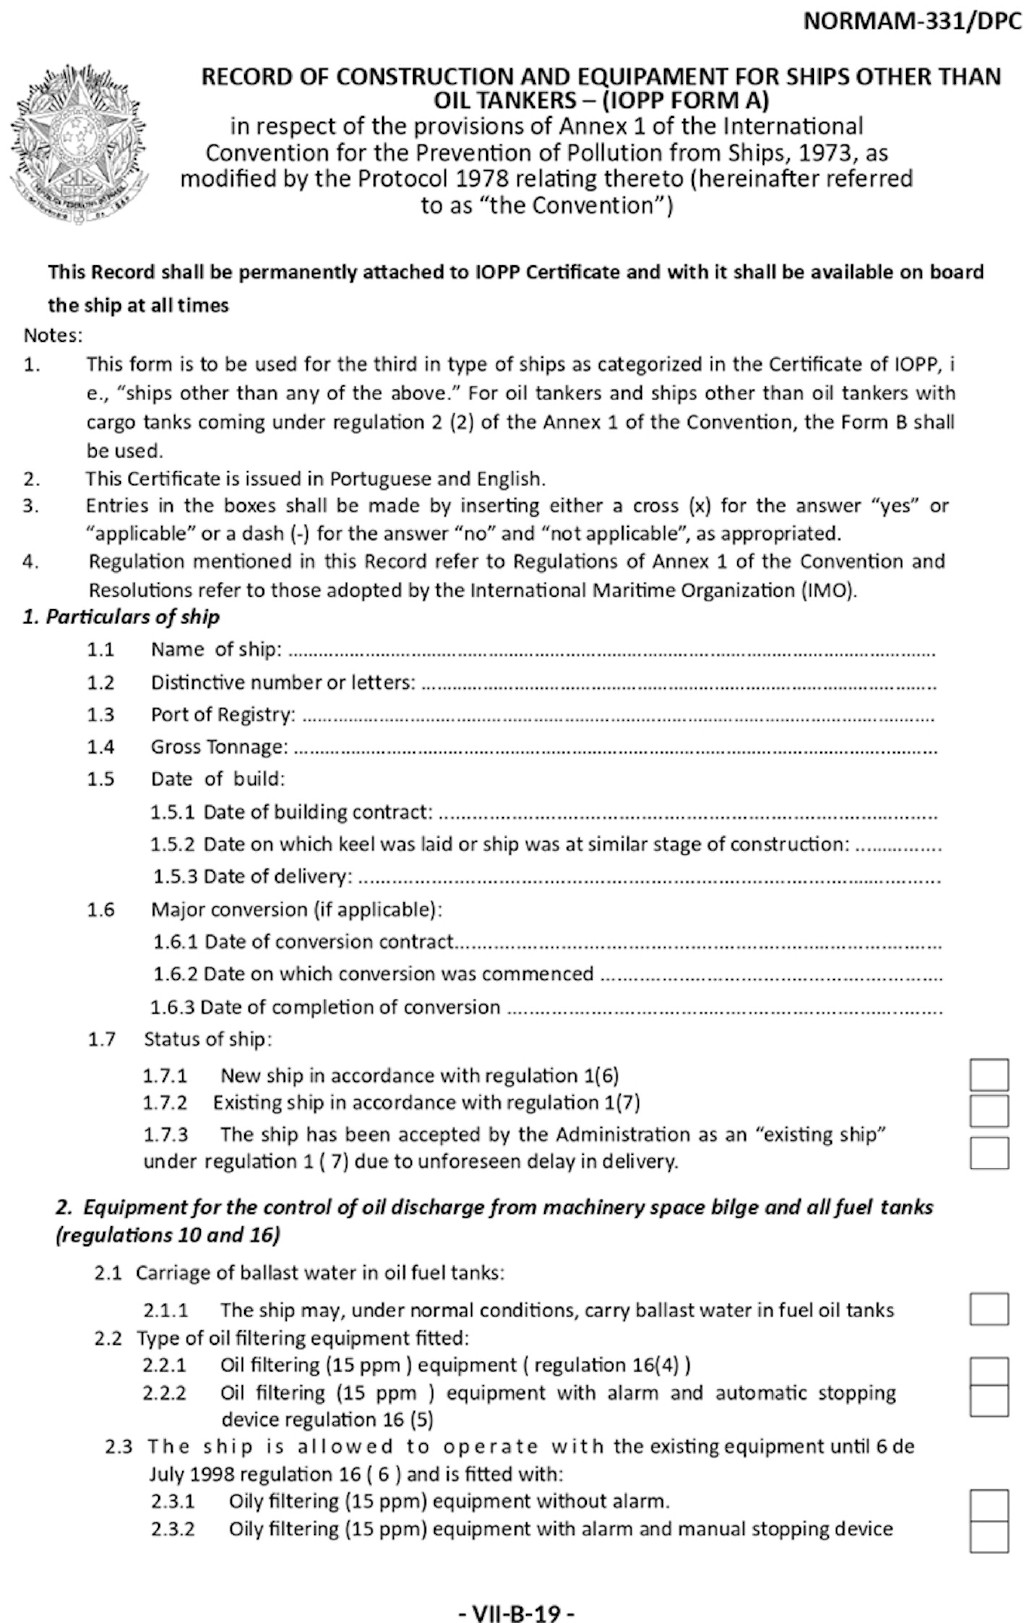 NORMAM-331/DPC
RECORD OF CONSTRUCTION AND EQUIPAMENT FOR SHIPS OTHER THAN
OIL TANKERS – (IOPP FORM A)
in respect of the provisions of Annex 1 of the International
Convention for the Prevention of Pollution from Ships, 1973, as
modified by the Protocol 1978 relating thereto (hereinafter referred
to as “the Convention”)
This Record shall be permanently attached to IOPP Certificate and with it shall be available on board
the ship at all times
Notes:
1. This form is to be used for the third in type of ships as categorized in the Certificate of IOPP, i
e., “ships other than any of the above.” For oil tankers and ships other than oil tankers with
cargo tanks coming under regulation 2 (2) of the Annex 1 of the Convention, the Form B shall
be used.
2. This Certificate is issued in Portuguese and English.
3. Entries in the boxes shall be made by inserting either a cross (x) for the answer “yes” or
“applicable” or a dash (-) for the answer “no” and “not applicable”, as appropriated.
4. Regulation mentioned in this Record refer to Regulations of Annex 1 of the Convention and
Resolutions refer to those adopted by the International Maritime Organization (IMO).
1. Particulars of ship
1.1 Name of ship: ........................................................................
1.2 Distinctive number or letters: ........................................................................
1.3 Port of Registry: ........................................................................
1.4 Gross Tonnage: ........................................................................
1.5 Date of build:
1.5.1 Date of building contract: ........................................................................
1.5.2 Date on which keel was laid or ship was at similar stage of construction: ................
1.5.3 Date of delivery: ........................................................................
1.6 Major conversion (if applicable):
1.6.1 Date of conversion contract........................................................................
1.6.2 Date on which conversion was commenced ............................................................
1.6.3 Date of completion of conversion ........................................................................
1.7 Status of ship:
1.7.1 New ship in accordance with regulation 1(6)
1.7.2 Existing ship in accordance with regulation 1(7)
1.7.3 The ship has been accepted by the Administration as an “existing ship”
under regulation 1 ( 7) due to unforeseen delay in delivery.
2. Equipment for the control of oil discharge from machinery space bilge and all fuel tanks
(regulations 10 and 16)
2.1 Carriage of ballast water in oil fuel tanks:
2.1.1 The ship may, under normal conditions, carry ballast water in fuel oil tanks
2.2 Type of oil filtering equipment fitted:
2.2.1 Oil filtering (15 ppm ) equipment ( regulation 16(4) )
2.2.2 Oil filtering (15 ppm ) equipment with alarm and automatic stopping
device regulation 16 (5)
2.3 The ship is allowed to operate with the existing equipment until 6 de
July 1998 regulation 16 ( 6 ) and is fitted with:
2.3.1 Oily filtering (15 ppm) equipment without alarm.
2.3.2 Oily filtering (15 ppm) equipment with alarm and manual stopping device
- VII-B-19 -